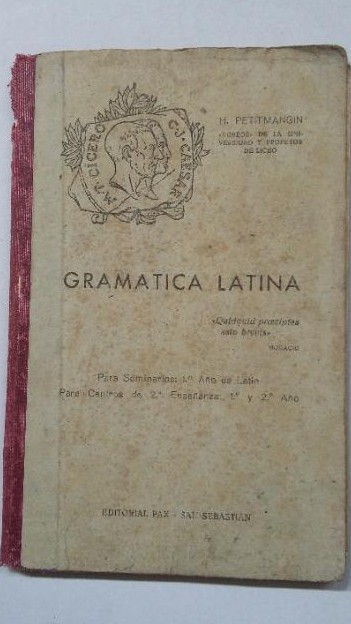 M. T. CICERO C. J. CAESAR
M. PETITMANGIN
DE LA UNI-
VERSIDAD Y PROFESOR
DE LICEO
GRAMATICA LATINA
«Quidquid praecipies
esto brevis»
HORACIO
Para Seminarios: 1.º Año de Latin
Para Centros de 2.ª Enseñanza: 1.º y 2.º Año
EDITORIAL PAX - SAN SEBASTIAN